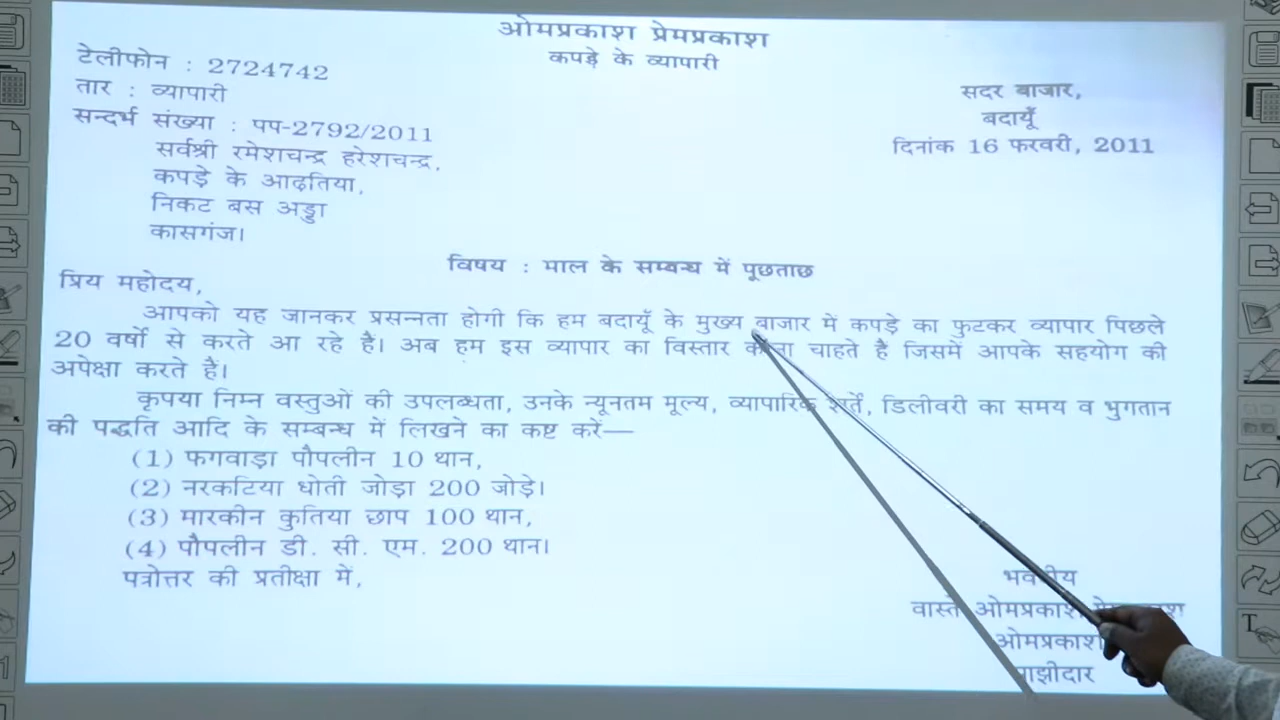 ओमप्रकाश प्रेमप्रकाश
कपड़े के व्यापारी
टेलीफोन : 2724742
तार : व्यापारी
सन्दर्भ संख्या : पप-2792/2011
सदर बाजार,
बदायूँ
दिनांक 16 फरवरी, 2011
सर्वश्री रमेशचन्द्र हरेशचन्द्र,
कपड़े के आढ़तिया,
निकट बस अड्डा
कासगंज।
विषय : माल के सम्बन्ध में पूछताछ
प्रिय महोदय,
आपको यह जानकर प्रसन्नता होगी कि हम बदायूँ के मुख्य बाजार में कपड़े का फुटकर व्यापार पिछले
20 वर्षों से करते आ रहे हैं। अब हम इस व्यापार का विस्तार चाहते है जिसमें आपके सहयोग की
अपेक्षा करते हैं।
कृपया निम्न वस्तुओं की उपलब्धता, उनके न्यूनतम मूल्य, व्यापारिक शर्तें, डिलीवरी का समय व भुगतान
की पद्धति आदि के सम्बन्ध में लिखने का कष्ट करें—
(1) फगवाड़ा पौपलीन 10 थान,
(2) नरकटिया धोती जोड़ा 200 जोड़े।
(3) मारकीन कुतिया छाप 100 थान,
(4) पौपलीन डी. सी. एम. 200 थान।
पत्रोत्तर की प्रतीक्षा में,
भवदीय
वास्ते ओमप्रकाश प्रेमप्रकाश
ओमप्रकाश